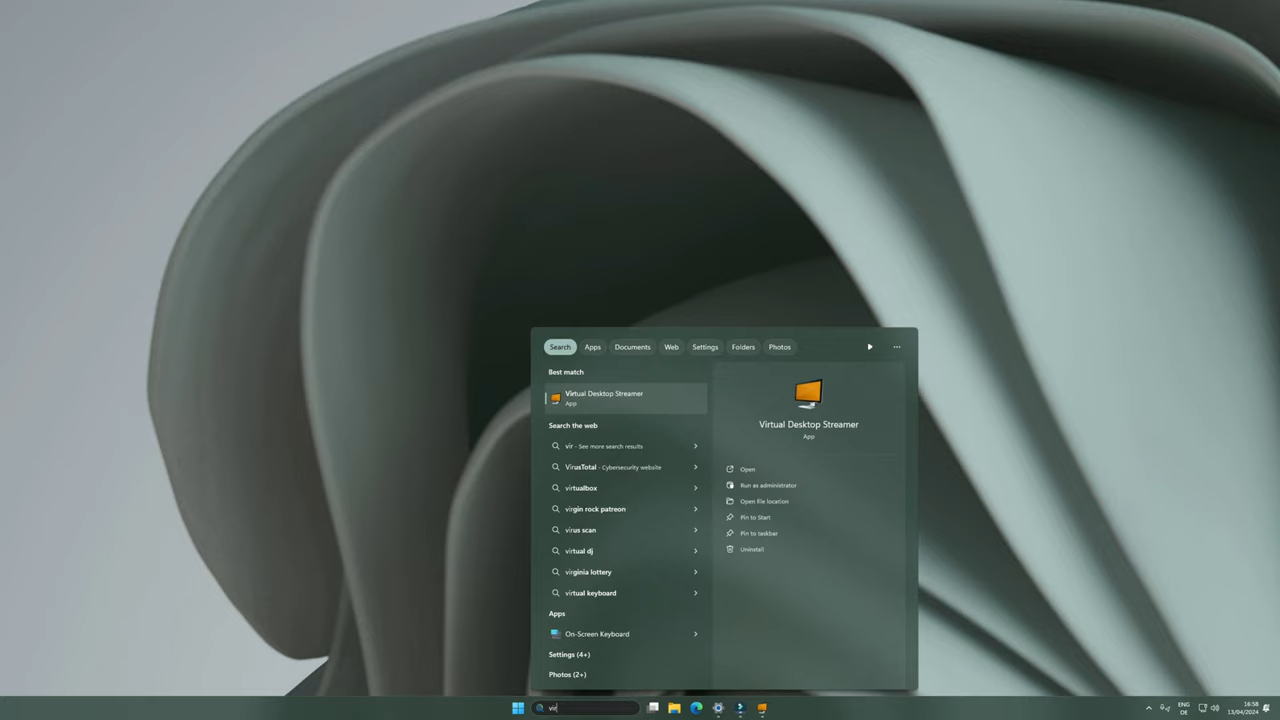 Search Apps Documents Web Settings Folders Photos
Best match
Virtual Desktop Streamer
App
Search the web
vir - See more search results
VirusTotal - Cybersecurity website
virtualbox
virgin rock patreon
virus scan
virtual dj
virginia lottery
virtual keyboard
Apps
On-Screen Keyboard
Settings (4+)
Photos (2+)
Virtual Desktop Streamer
App
Open
Run as administrator
Open file location
Pin to Start
Pin to taskbar
Uninstall
vir
ENG
DE
16:58
13/04/2024